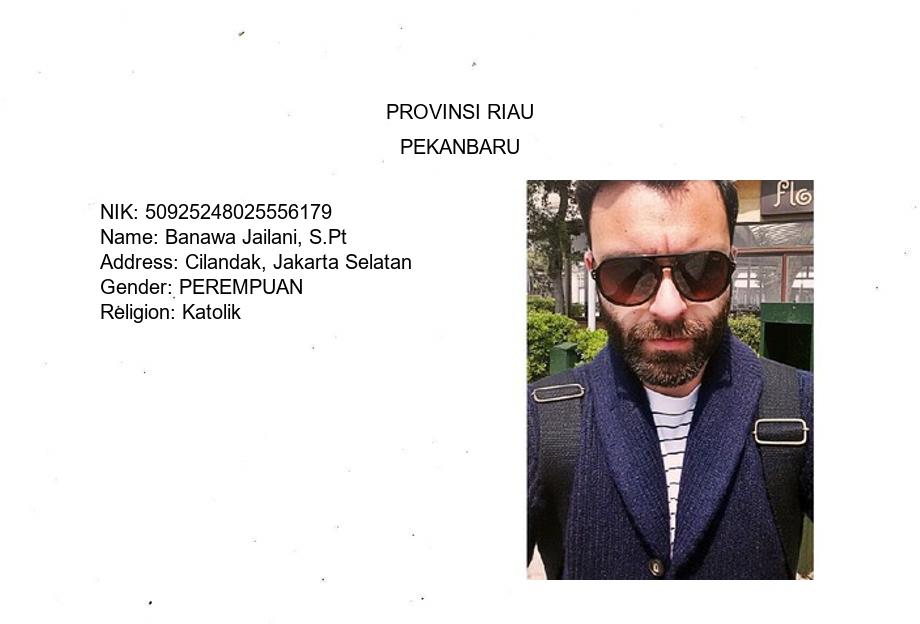 PROVINSI RIAU
PEKANBARU
NIK: 50925248025556179
Name: Banawa Jailani, S.Pt
Address: Cilandak, Jakarta Selatan
Gender: PEREMPUAN
Religion: Katolik
flo